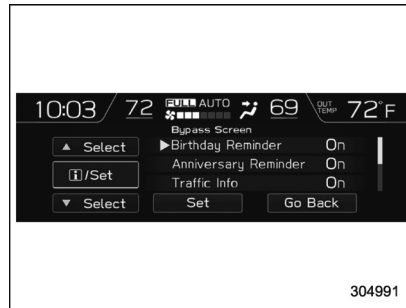 10:03 72 FULL AUTO 69 OUT TEMP 72°F
Bypass Screen
▲ Select ▶Birthday Reminder On
i/Set Anniversary Reminder On
Traffic Info On
▼ Select Set Go Back
304991